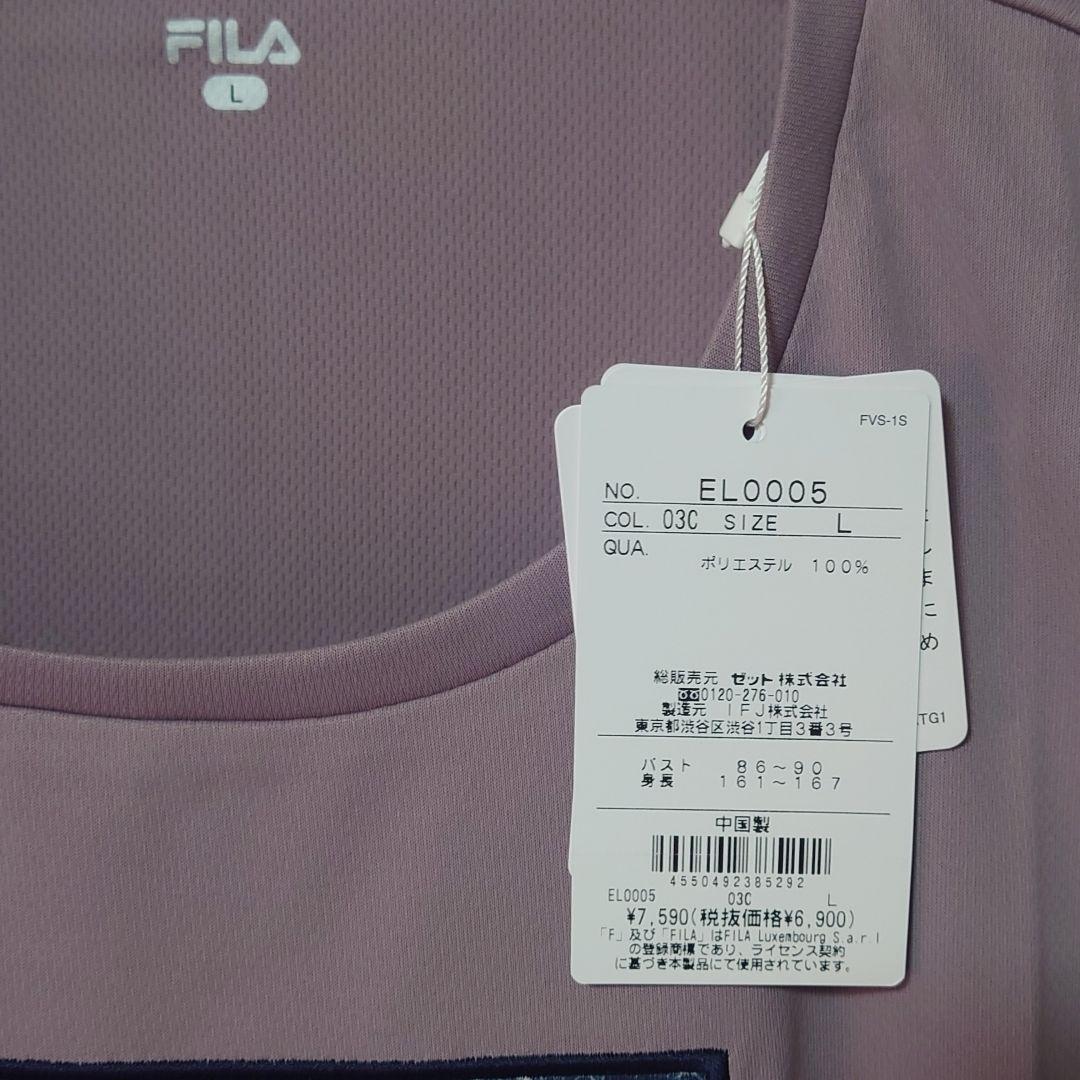 FILA
L
FVS-1S
NO. EL0005
COL. 03C SIZE L
QUA.
ポリエステル 100%
総販売元 ゼット株式会社
0120-276-010
製造元 IFJ株式会社
東京都渋谷区渋谷1丁目3番3号
バスト 86~90
身長 161~167
中国製
4550492385292
EL0005 03C L
¥7,590(税抜価格¥6,900)
「F」及び「FILA」はFILA Luxembourg S.a.r.l
の登録商標であり、ライセンス契約
に基づき本製品にて使用されています。
し
ま
に
め
TG1